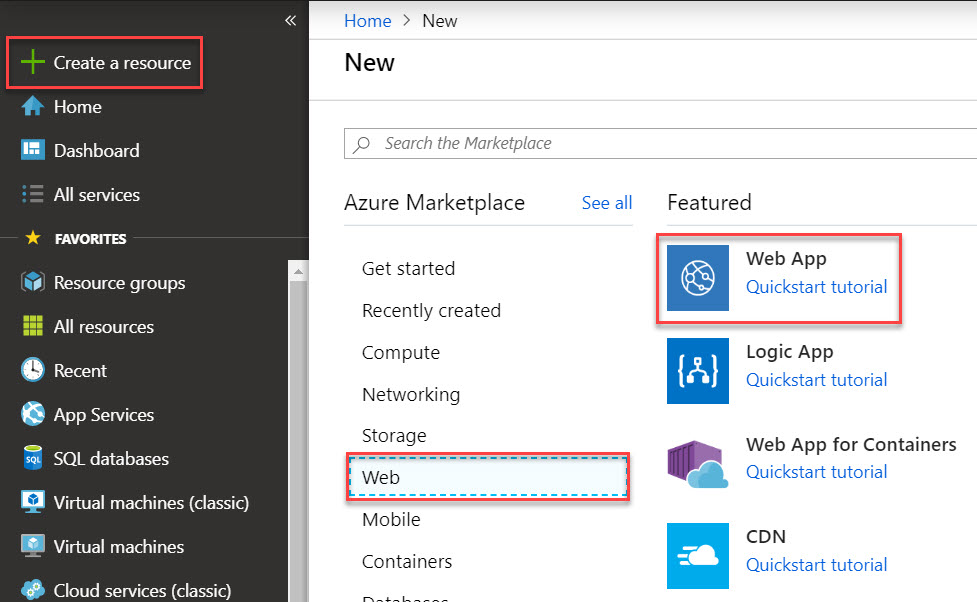 «
Create a resource
Home
Dashboard
All services
FAVORITES
Resource groups
All resources
Recent
App Services
SQL
SQL databases
Virtual machines (classic)
Virtual machines
Cloud services (classic)
Home > New
New
Search the Marketplace
Azure Marketplace See all
Get started
Recently created
Compute
Networking
Storage
Web
Mobile
Containers
Databases
Featured
Web App
Quickstart tutorial
Logic App
Quickstart tutorial
Web App for Containers
Quickstart tutorial
CDN
Quickstart tutorial